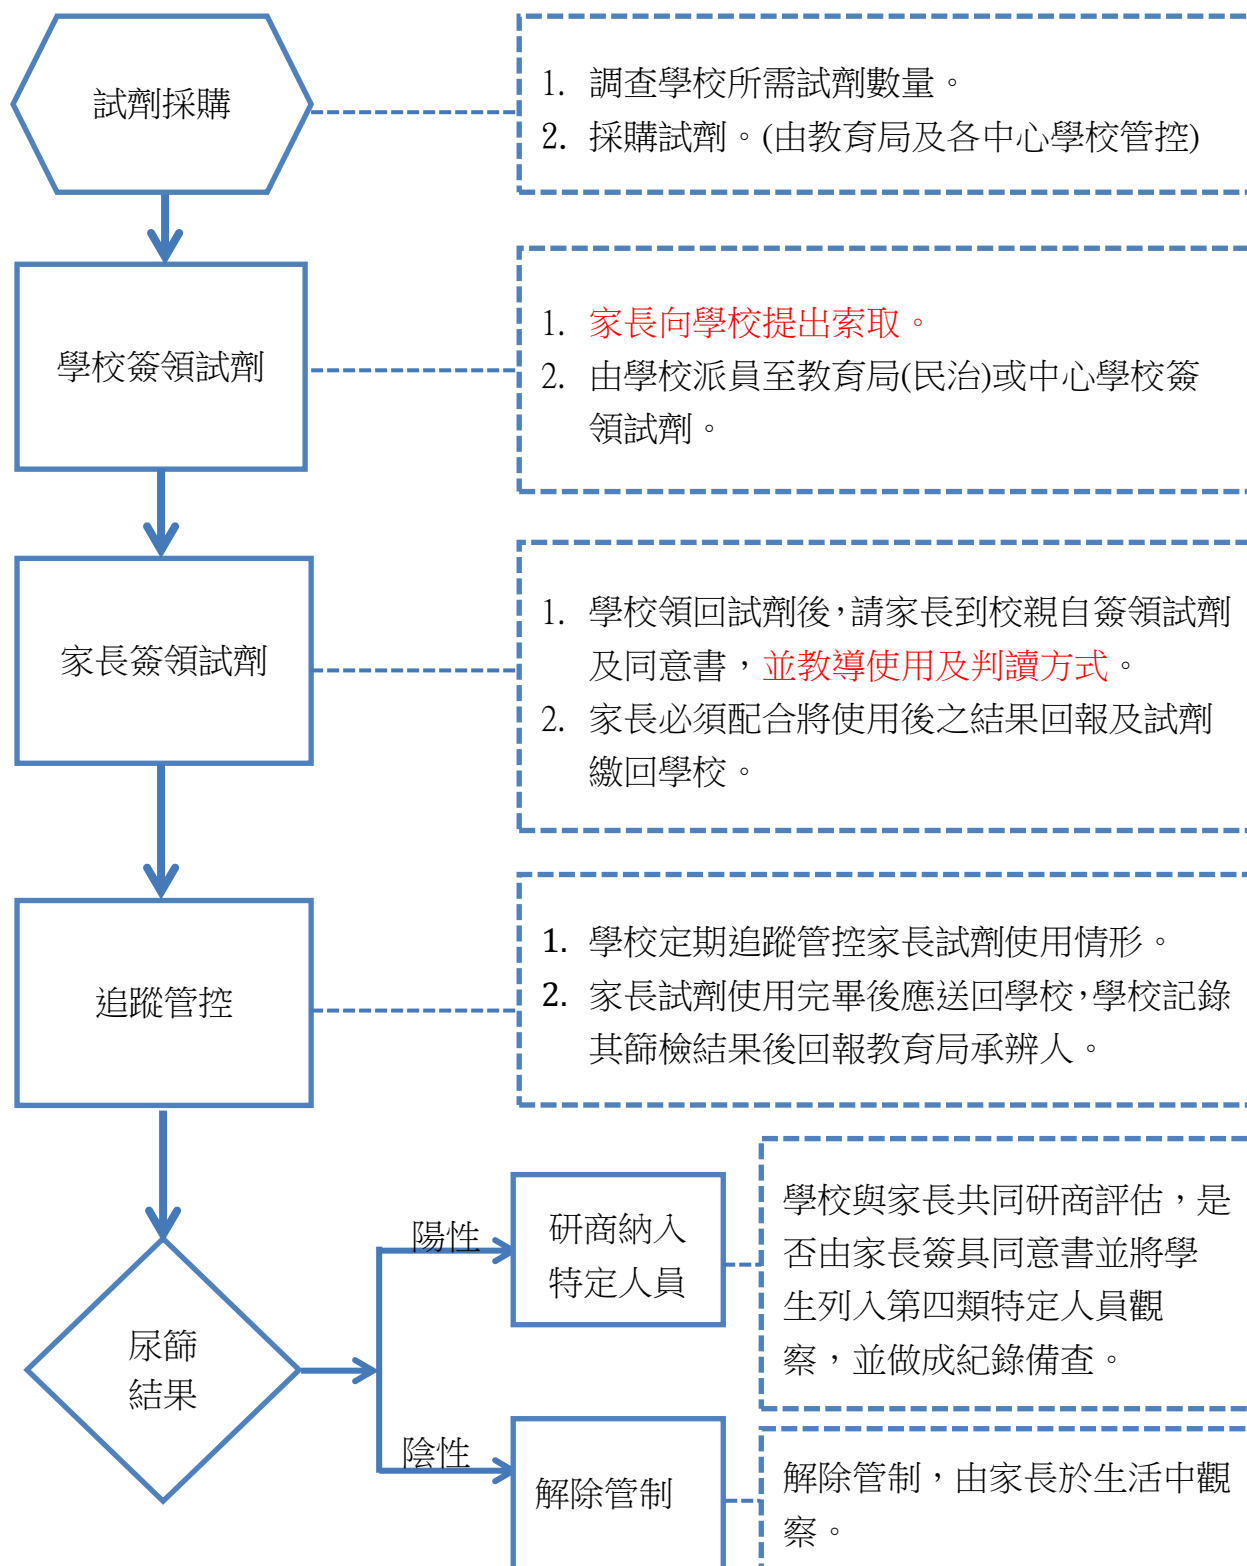 試劑採購
1. 調查學校所需試劑數量。
2. 採購試劑。(由教育局及各中心學校管控)
學校簽領試劑
1. 家長向學校提出索取。
2. 由學校派員至教育局(民治)或中心學校簽
領試劑。
家長簽領試劑
1. 學校領回試劑後,請家長到校親自簽領試劑
及同意書，並教導使用及判讀方式。
2. 家長必須配合將使用後之結果回報及試劑
繳回學校。
追蹤管控
1. 學校定期追蹤管控家長試劑使用情形。
2. 家長試劑使用完畢後應送回學校,學校記錄
其篩檢結果後回報教育局承辨人。
尿篩
結果
陽性
研商納入
特定人員
學校與家長共同研商評估，是
否由家長簽具同意書並將學
生列入第四類特定人員觀
察，並做成紀錄備查。
陰性
解除管制
解除管制，由家長於生活中觀
察。